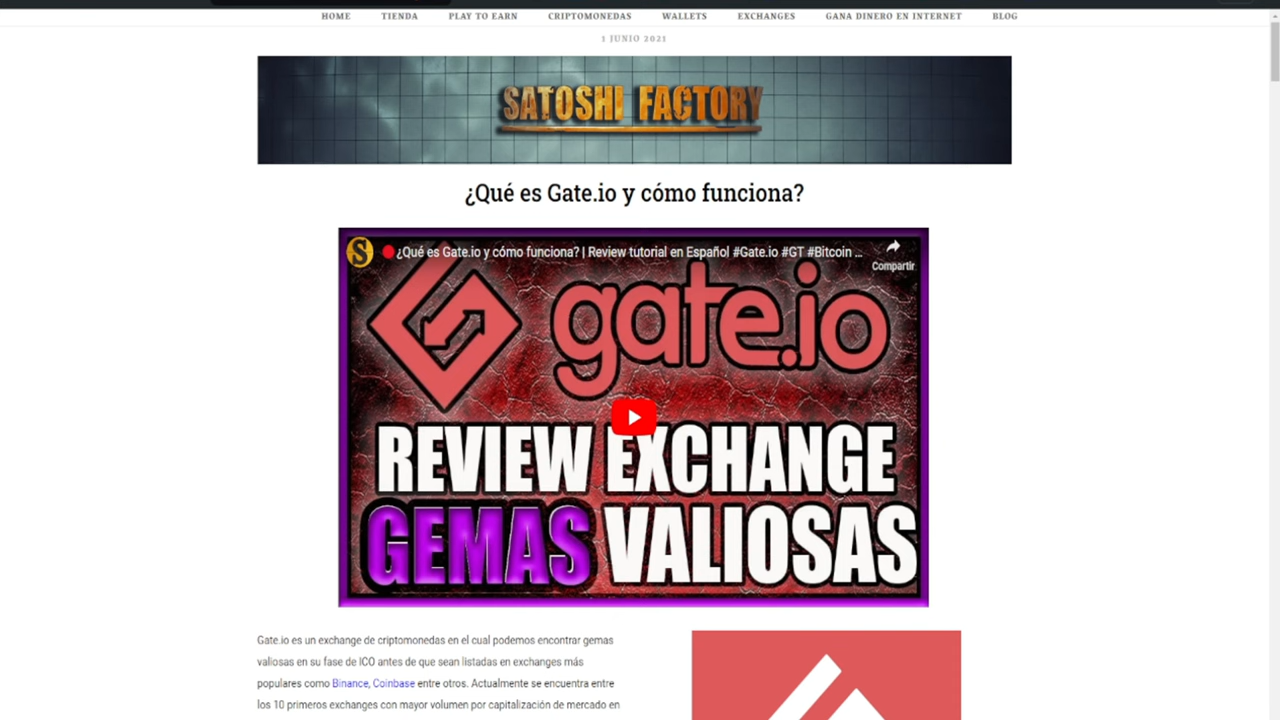 HOME TIENDA PLAY TO EARN CRIPTOMONEDAS WALLETS EXCHANGES GANA DINERO EN INTERNET BLOG
1 JUNIO 2021
SATOSHI FACTORY
¿Qué es Gate.io y cómo funciona?
S ¿Qué es Gate.io y cómo funciona? | Review tutorial en Español #Gate.io #GT #Bitcoin ...
Compartir
gate.io
REVIEW EXCHANGE
GEMAS VALIOSAS
Gate.io es un exchange de criptomonedas en el cual podemos encontrar gemas
valiosas en su fase de ICO antes de que sean listadas en exchanges más
populares como Binance, Coinbase entre otros. Actualmente se encuentra entre
los 10 primeros exchanges con mayor volumen por capitalización de mercado en